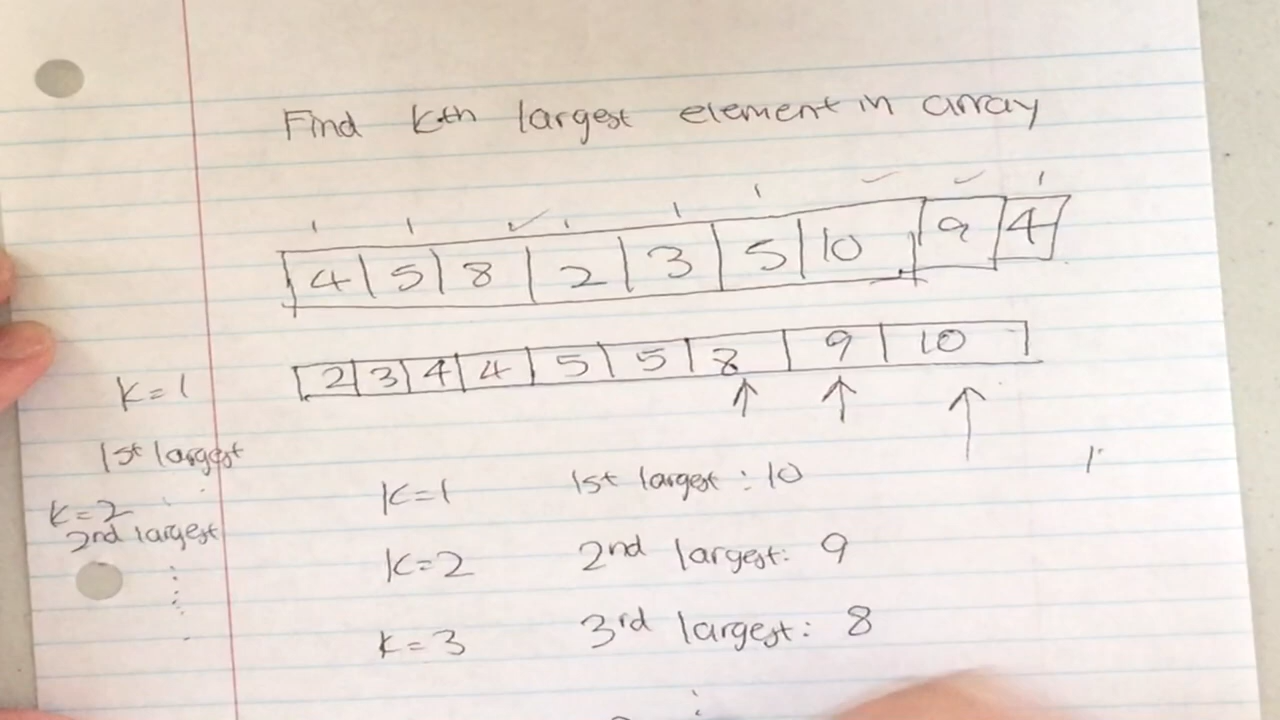 Find kth largest element in array
4 5 8 2 3 5 10 9 4
2 3 4 4 5 5 8 9 10
K=1
1st largest
K=2
2nd largest
K=1 1st largest : 10
K=2 2nd largest: 9
K=3 3rd largest: 8